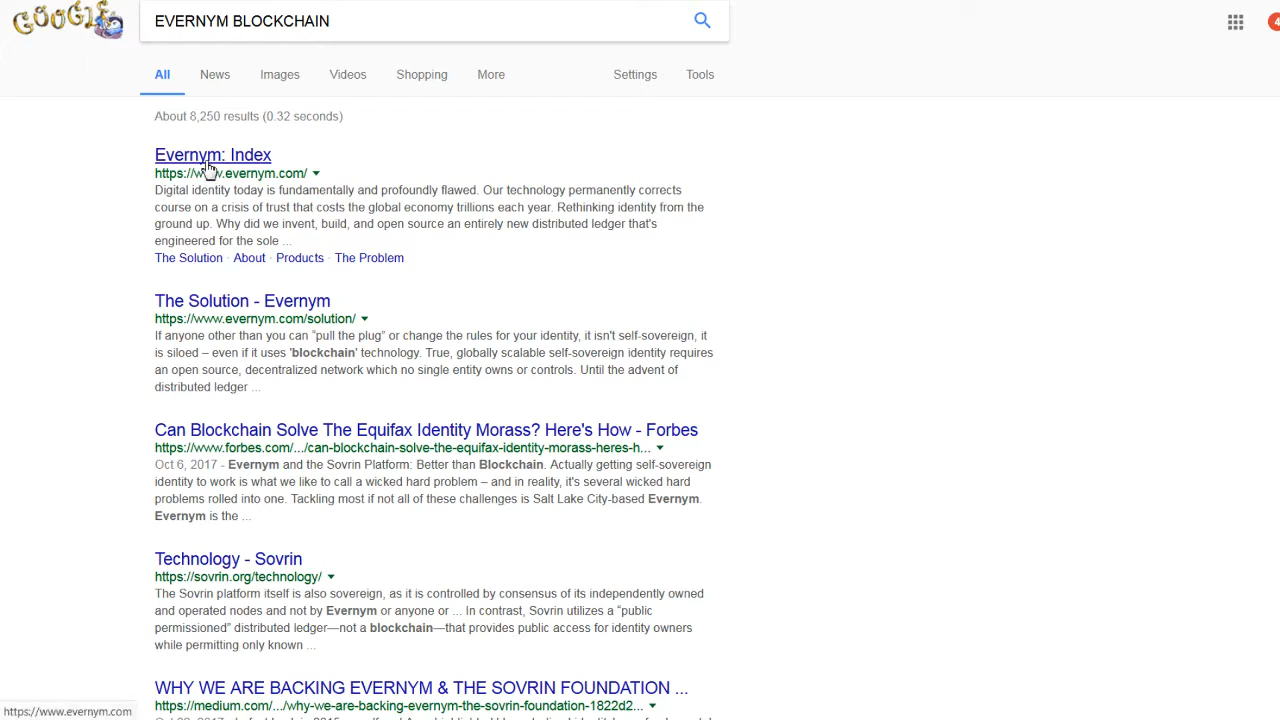 GOOGLE
EVERNYM BLOCKCHAIN
4
All News Images Videos Shopping More Settings Tools
About 8,250 results (0.32 seconds)
Evernym: Index
https://www.evernym.com/
Digital identity today is fundamentally and profoundly flawed. Our technology permanently corrects
course on a crisis of trust that costs the global economy trillions each year. Rethinking identity from the
ground up. Why did we invent, build, and open source an entirely new distributed ledger that's
engineered for the sole ...
The Solution · About · Products · The Problem
The Solution - Evernym
https://www.evernym.com/solution/
If anyone other than you can “pull the plug” or change the rules for your identity, it isn't self-sovereign, it
is siloed – even if it uses 'blockchain' technology. True, globally scalable self-sovereign identity requires
an open source, decentralized network which no single entity owns or controls. Until the advent of
distributed ledger ...
Can Blockchain Solve The Equifax Identity Morass? Here's How - Forbes
https://www.forbes.com/.../can-blockchain-solve-the-equifax-identity-morass-heres-h...
Oct 6, 2017 - Evernym and the Sovrin Platform: Better than Blockchain. Actually getting self-sovereign
identity to work is what we like to call a wicked hard problem – and in reality, it's several wicked hard
problems rolled into one. Tackling most if not all of these challenges is Salt Lake City-based Evernym.
Evernym is the ...
Technology - Sovrin
https://sovrin.org/technology/
The Sovrin platform itself is also sovereign, as it is controlled by consensus of its independently owned
and operated nodes and not by Evernym or anyone or ... In contrast, Sovrin utilizes a “public
permissioned” distributed ledger—not a blockchain—that provides public access for identity owners
while permitting only known ...
WHY WE ARE BACKING EVERNYM & THE SOVRIN FOUNDATION ...
https://medium.com/.../why-we-are-backing-evernym-the-sovrin-foundation-1822d2...
https://www.evernym.com